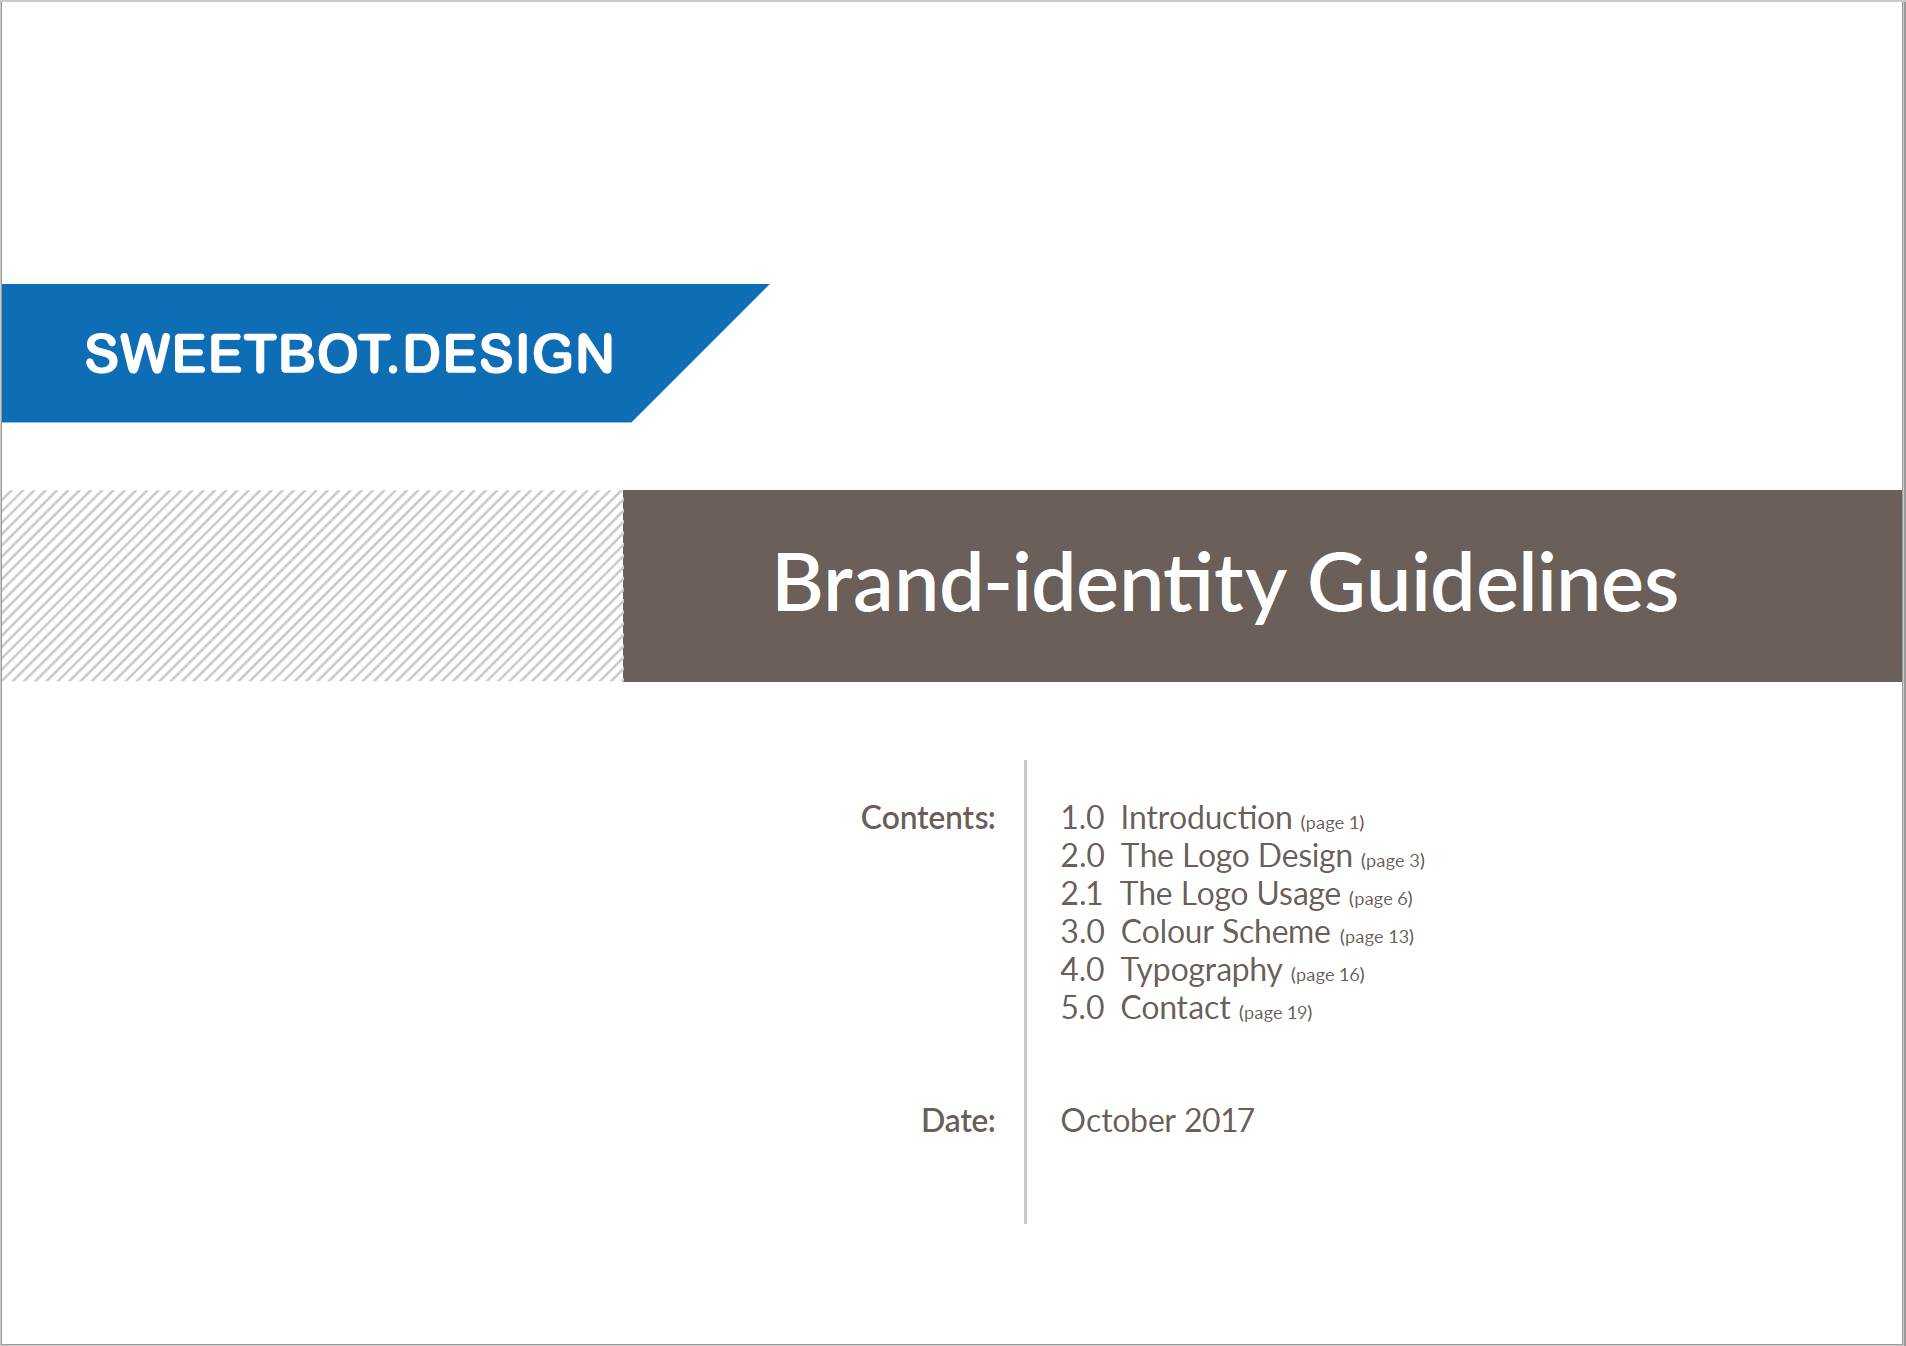 SWEETBOT.DESIGN
Brand-identity Guidelines
Contents:
1.0 Introduction (page 1)
2.0 The Logo Design (page 3)
2.1 The Logo Usage (page 6)
3.0 Colour Scheme (page 13)
4.0 Typography (page 16)
5.0 Contact (page 19)
Date: October 2017